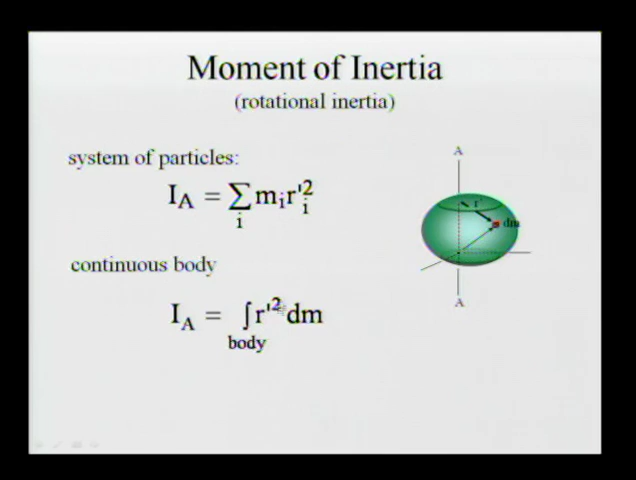 Moment of Inertia
(rotational inertia)
system of particles:
I_A = ∑_i m_i r'_i^2
continuous body
I_A = ∫_body r'^2 dm
A
r'
dm
A